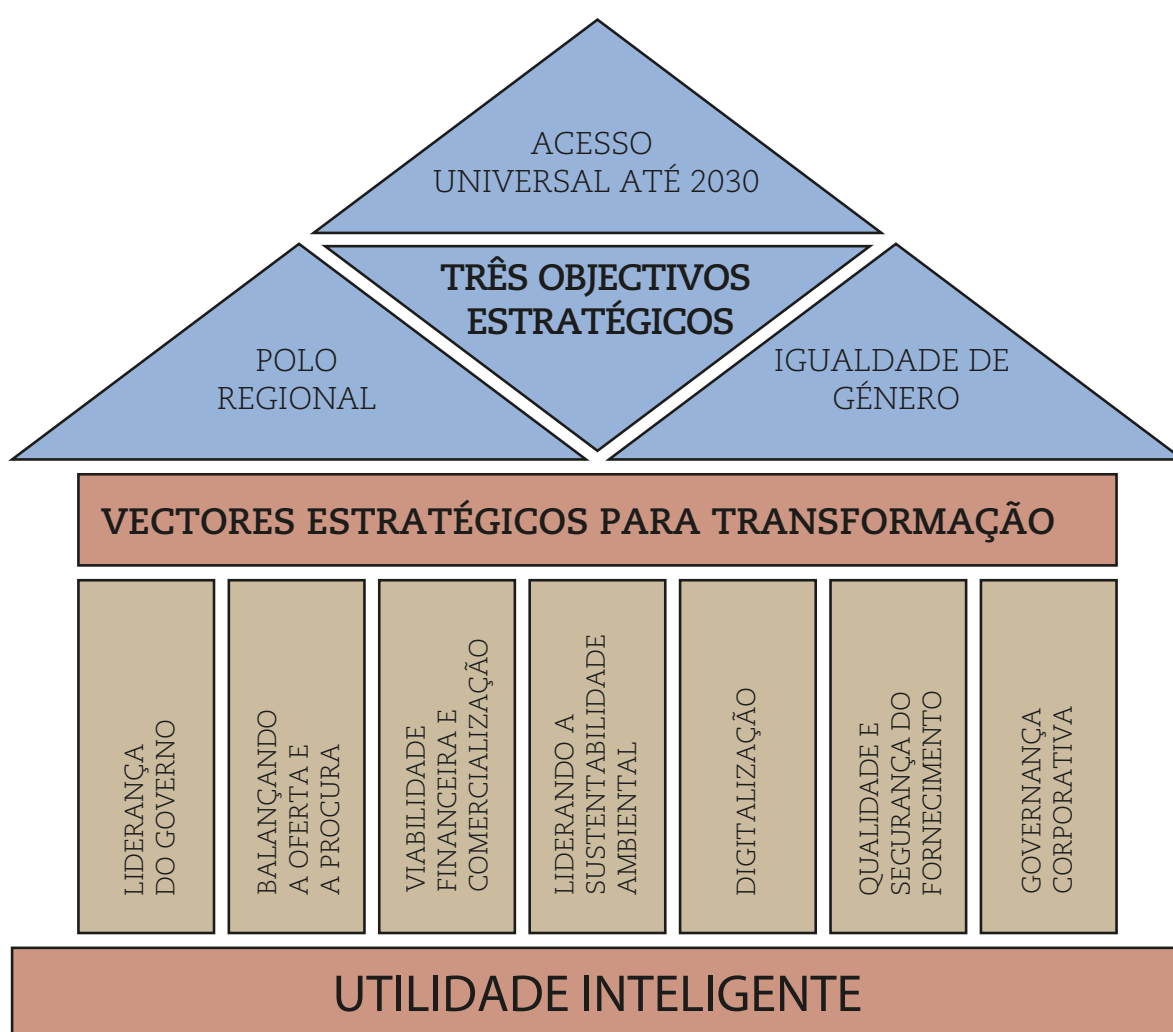 ACESSO
UNIVERSAL ATÉ 2030
TRÊS OBJECTIVOS
ESTRATÉGICOS
POLO
REGIONAL
IGUALDADE DE
GÉNERO
VECTORES ESTRATÉGICOS PARA TRANSFORMAÇÃO
LIDERANÇA
DO GOVERNO
BALANÇANDO
A OFERTA E
A PROCURA
VIABILIDADE
FINANCEIRA E
COMERCIALIZAÇÃO
LIDERANDO A
SUSTENTABILIDADE
AMBIENTAL
DIGITALIZAÇÃO
QUALIDADE E
SEGURANÇA DO
FORNECIMENTO
GOVERNANÇA
CORPORATIVA
UTILIDADE INTELIGENTE